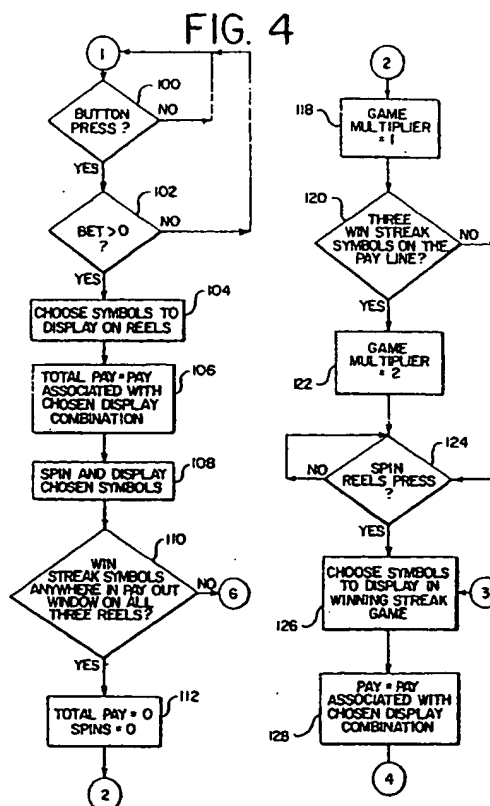 FIG. 4
1
100
BUTTON
PRESS ?
NO
YES
102
BET > 0
?
NO
YES
104
CHOOSE SYMBOLS TO
DISPLAY ON REELS
106
TOTAL PAY = PAY
ASSOCIATED WITH
CHOSEN DISPLAY
COMBINATION
108
SPIN AND DISPLAY
CHOSEN SYMBOLS
110
WIN
STREAK SYMBOLS
ANYWHERE IN PAY OUT
WINDOW ON ALL
THREE REELS?
NO
6
YES
112
TOTAL PAY = 0
SPINS = 0
2
2
118
GAME
MULTIPLIER
= 1
120
THREE
WIN STREAK
SYMBOLS ON THE
PAY LINE?
NO
YES
GAME
MULTIPLIER
= 2
122
124
SPIN
REELS PRESS
?
NO
YES
CHOOSE SYMBOLS
TO DISPLAY IN
WINNING STREAK
GAME
126
3
PAY = PAY
ASSOCIATED WITH
CHOSEN DISPLAY
COMBINATION
128
4